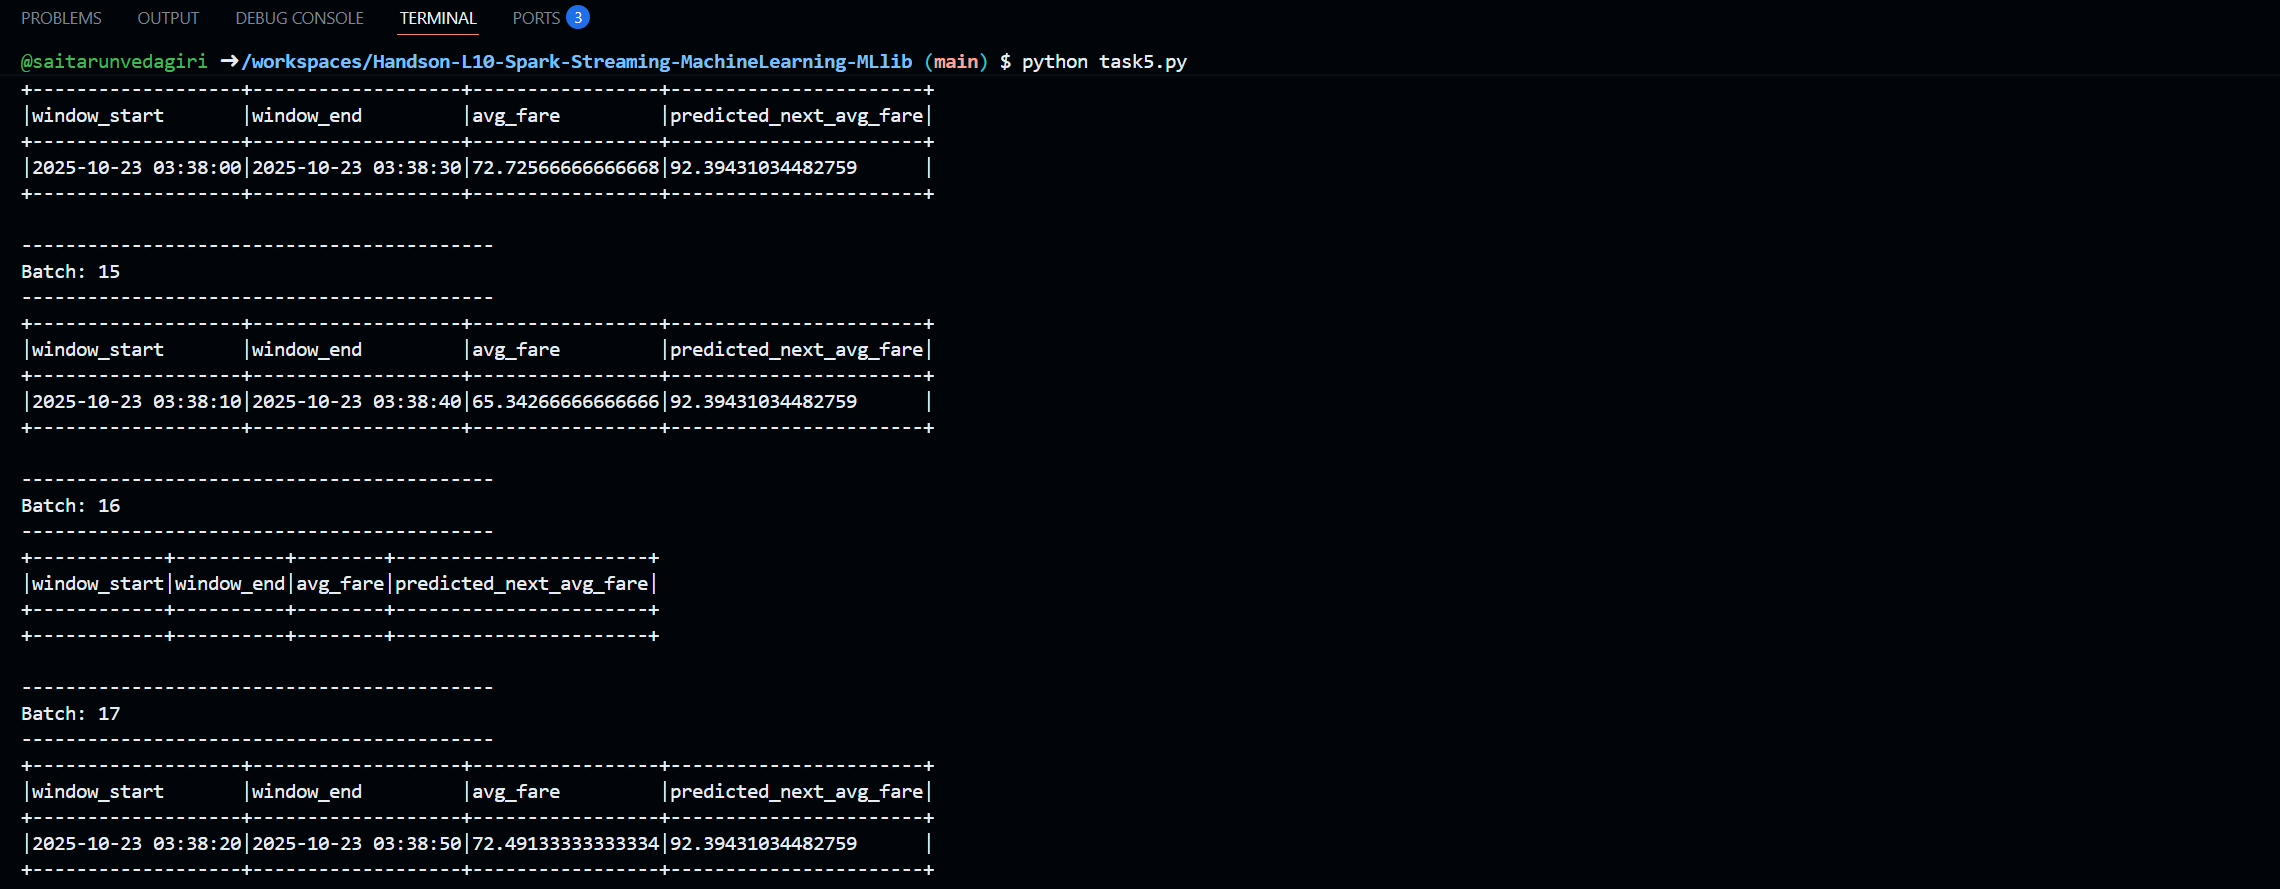 PROBLEMS OUTPUT DEBUG CONSOLE TERMINAL PORTS 3
@saitarunvedagiri ➜/workspaces/Handson-L10-Spark-Streaming-MachineLearning-MLlib (main) $ python task5.py
+-------------------+-------------------+-----------------+-----------------------+
|window_start       |window_end         |avg_fare         |predicted_next_avg_fare|
+-------------------+-------------------+-----------------+-----------------------+
|2025-10-23 03:38:00|2025-10-23 03:38:30|72.72566666666668|92.39431034482759      |
+-------------------+-------------------+-----------------+-----------------------+
-------------------------------------------
Batch: 15
-------------------------------------------
+-------------------+-------------------+-----------------+-----------------------+
|window_start       |window_end         |avg_fare         |predicted_next_avg_fare|
+-------------------+-------------------+-----------------+-----------------------+
|2025-10-23 03:38:10|2025-10-23 03:38:40|65.34266666666666|92.39431034482759      |
+-------------------+-------------------+-----------------+-----------------------+
-------------------------------------------
Batch: 16
-------------------------------------------
+------------+----------+--------+-----------------------+
|window_start|window_end|avg_fare|predicted_next_avg_fare|
+------------+----------+--------+-----------------------+
+------------+----------+--------+-----------------------+
-------------------------------------------
Batch: 17
-------------------------------------------
+-------------------+-------------------+-----------------+-----------------------+
|window_start       |window_end         |avg_fare         |predicted_next_avg_fare|
+-------------------+-------------------+-----------------+-----------------------+
|2025-10-23 03:38:20|2025-10-23 03:38:50|72.49133333333334|92.39431034482759      |
+-------------------+-------------------+-----------------+-----------------------+